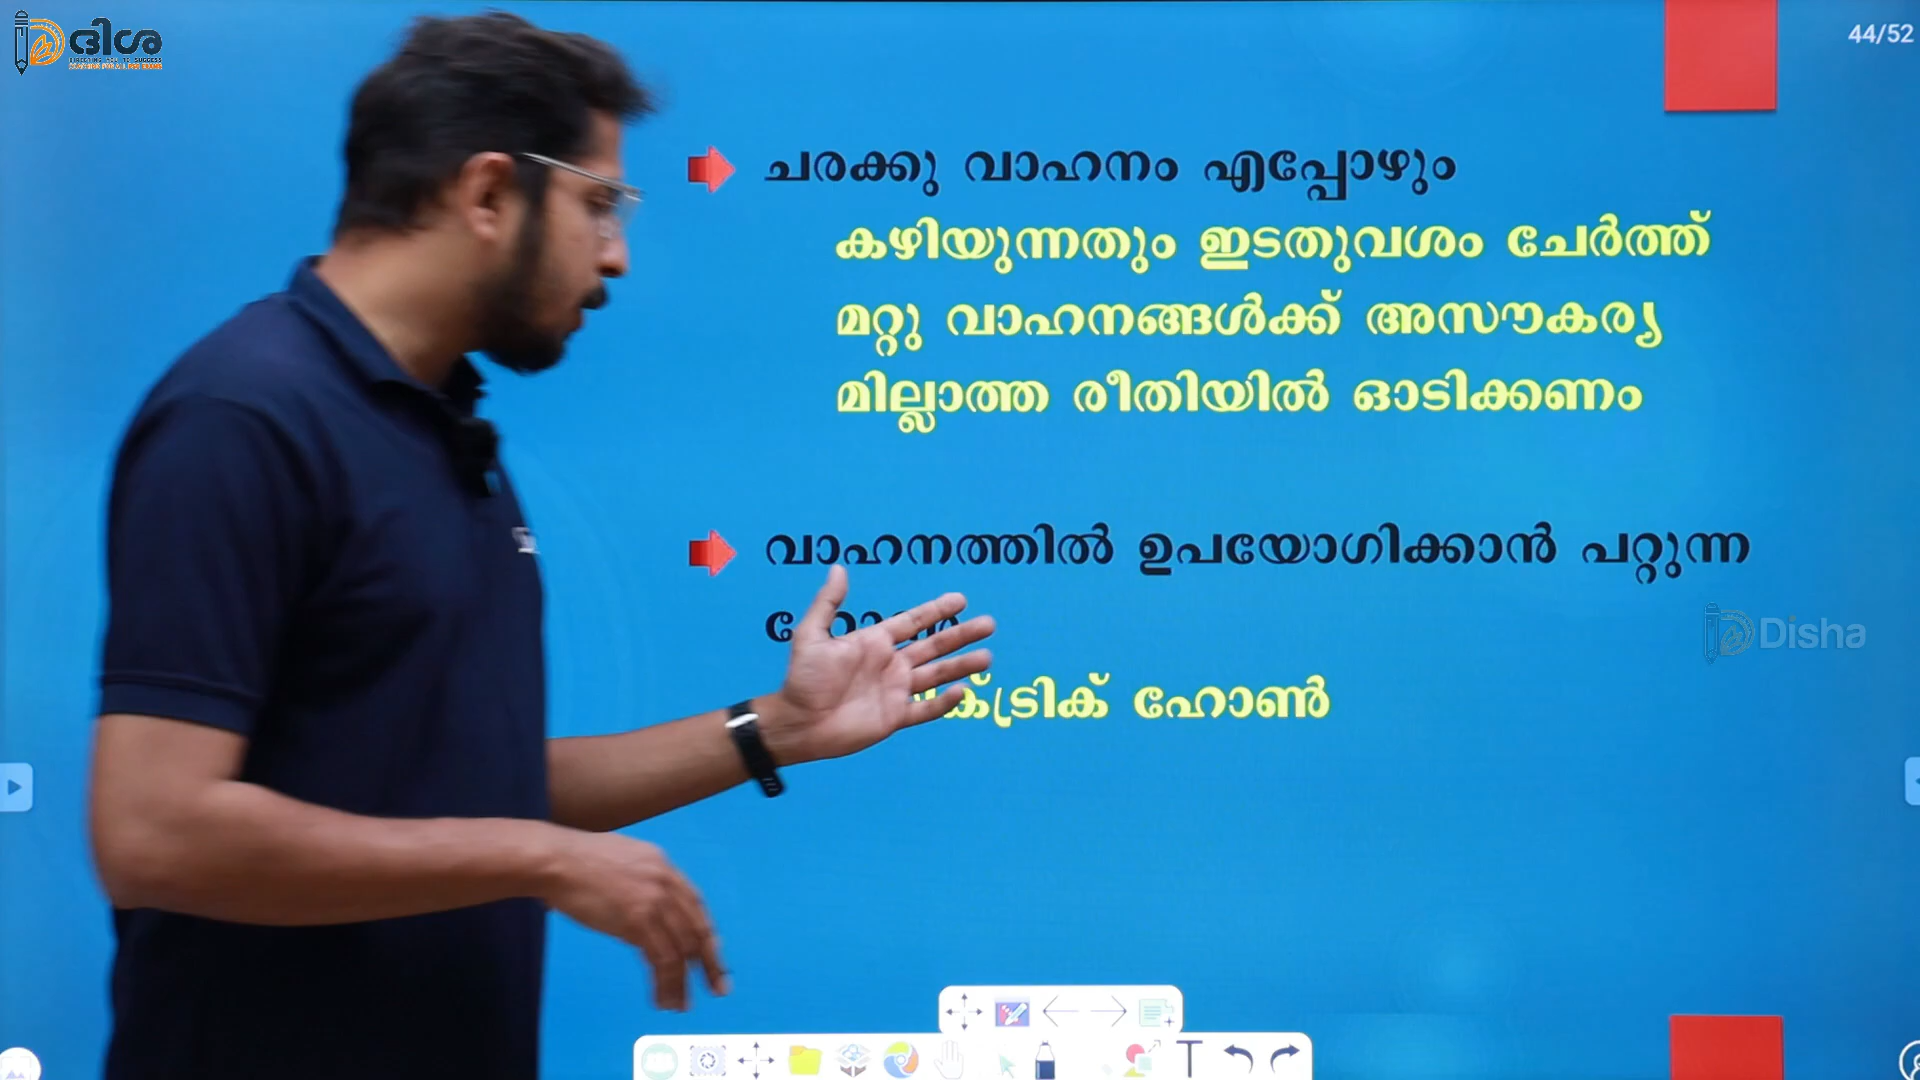 ദിശ
44/52
ചരക്കു വാഹനം എപ്പോഴും
കഴിയുന്നതും ഇടതുവശം ചേർത്ത്
മറ്റു വാഹനങ്ങൾക്ക് അസൗകര്യ
മില്ലാത്ത രീതിയിൽ ഓടിക്കണം
വാഹനത്തിൽ ഉപയോഗിക്കാൻ പറ്റുന്ന
Disha
ഹോൺ